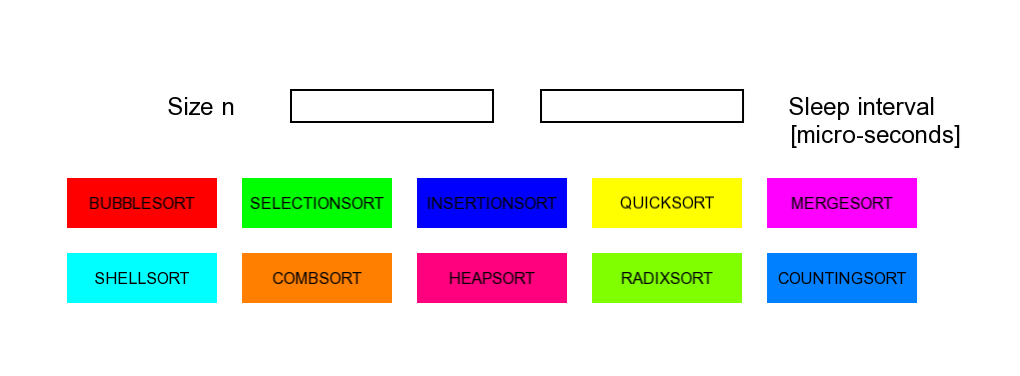 Size n
Sleep interval
[micro-seconds]
BUBBLESORT
SELECTIONSORT
INSERTIONSORT
QUICKSORT
MERGESORT
SHELLSORT
COMBSORT
HEAPSORT
RADIXSORT
COUNTINGSORT